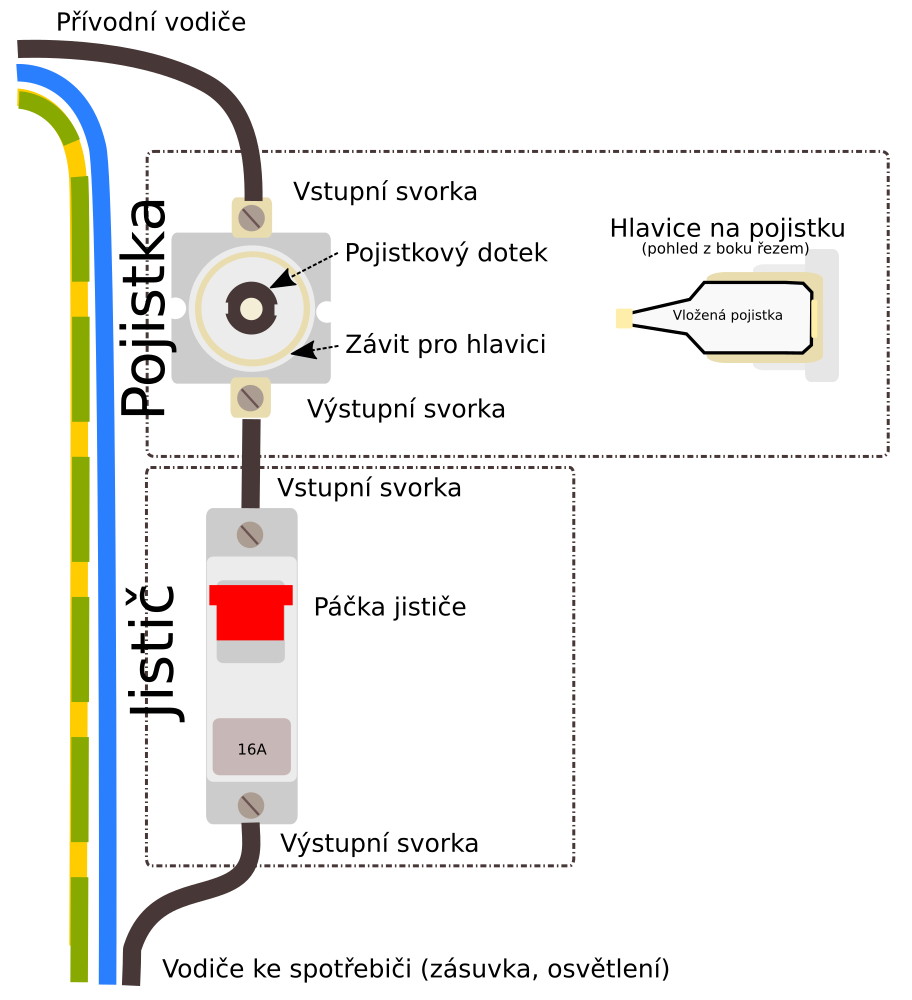 Přívodní vodiče
Vstupní svorka
Hlavice na pojistku
(pohled z boku řezem)
Pojistkový dotek
Vložená pojistka
Závit pro hlavici
Pojistka
Výstupní svorka
Vstupní svorka
Jistič
Páčka jističe
16A
Výstupní svorka
Vodiče ke spotřebiči (zásuvka, osvětlení)